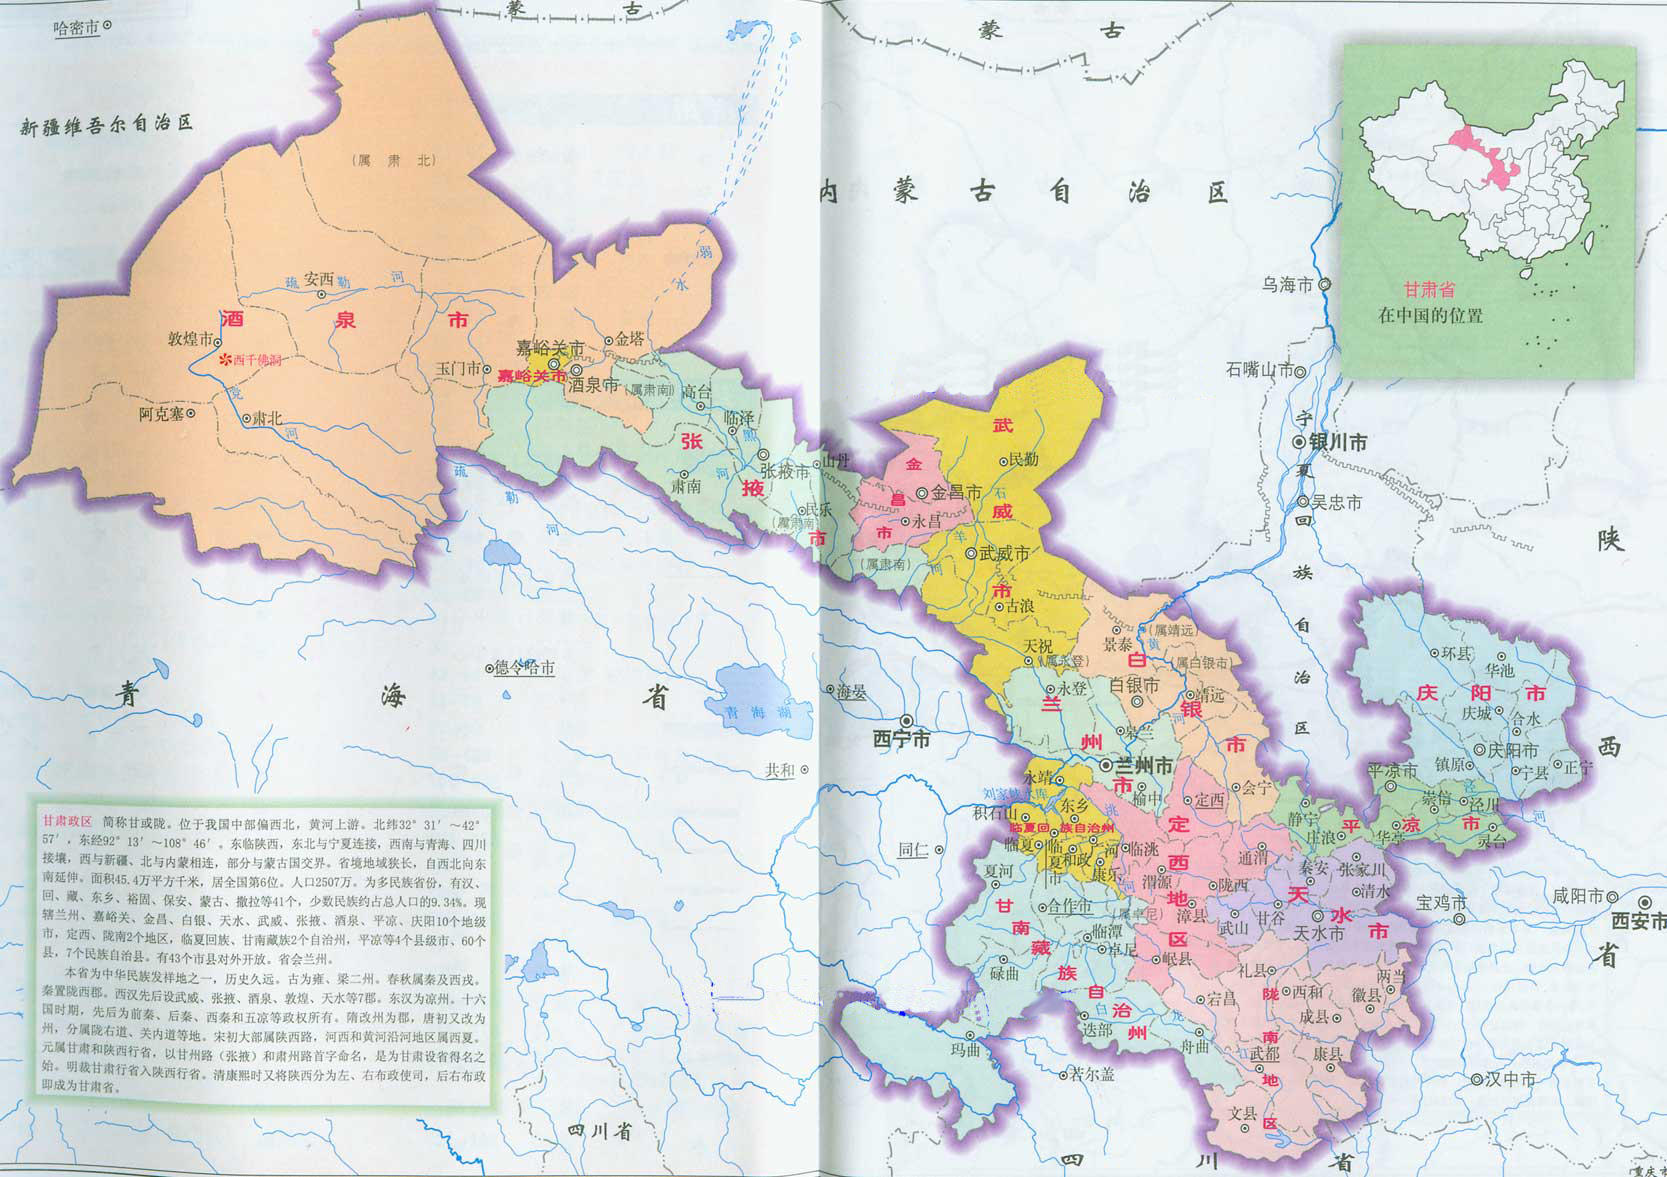 蒙 古
哈密市
蒙 古
新疆维吾尔自治区
(属 肃 北)
内 蒙 古 自 治 区
甘肃省
在中国的位置
弱水
疏勒河
安西
酒泉市
敦煌市
西千佛洞
党河
阿克塞
肃北
玉门市
嘉峪关市
嘉峪关市
金塔
酒泉市
(属肃南)
高台
临泽
黑河
张掖市
张掖市
山丹
肃南
民乐
(属肃南)
疏勒河
乌海市
石嘴山市
宁夏回族自治区
银川市
吴忠市
武威市
民勤
金昌市
金昌市
永昌
石羊河
武威市
(属肃南)
古浪
天祝
(属永登)
景泰
(属靖远)
黄河
(属白银市)
白银市
白银市
靖远
会宁
兰州市
永登
皋兰
兰州市
榆中
陕西省
环县
华池
庆阳市
庆城
合水
庆阳市
镇原
宁县
正宁
平凉市
崇信
泾川
泾河
静宁
庄浪
平凉市
华亭
灵台
青海省
德令哈市
青海湖
海晏
西宁市
共和
同仁
永靖
刘家峡水库
东乡
积石山
临夏回族自治州
临夏
临夏市
和政
广河
康乐
洮河
定西
定西地区
临洮
渭源
通渭
陇西
漳县
岷县
(属卓尼)
秦安
张家川
清水
天水市
武山
甘谷
天水市
夏河
甘南藏族自治州
合作市
临潭
卓尼
碌曲
迭部
白龙
舟曲
玛曲
若尔盖
礼县
西和
两当
徽县
成县
宕昌
陇南地区
武都
康县
文县
宝鸡市
咸阳市
西安市
汉中市
四川省
四川省
重庆市
甘肃政区 简称甘或陇。位于我国中部偏西北，黄河上游。北纬32°31′～42°
57′，东经92°13′～108°46′。东临陕西，东北与宁夏连接，西南与青海、四川
接壤，西与新疆、北与内蒙相连，部分与蒙古国交界。省境地域狭长，自西北向东
南延伸。面积45.4万平方千米，居全国第6位。人口2507万。为多民族省份，有汉、
回、藏、东乡、裕固、保安、蒙古、撒拉等41个，少数民族约占总人口的9.34%。现
辖兰州、嘉峪关、金昌、白银、天水、武威、张掖、酒泉、平凉、庆阳10个地级
市，定西、陇南2个地区，临夏回族、甘南藏族2个自治州，平凉等4个县级市、60个
县，7个民族自治县。有43个市县对外开放。省会兰州。
本省为中华民族发祥地之一，历史久远。古为雍、梁二州。春秋属秦及西戎。
秦置陇西郡。西汉先后设武威、张掖、酒泉、敦煌、天水等7郡。东汉为凉州。十六
国时期，先后为前秦、后秦、西秦和五凉等政权所有。隋改州为郡，唐初又改为
州，分属陇右道、关内道等地。宋初大部属陕西路，河西和黄河沿河地区属西夏。
元属甘肃和陕西行省，以甘州路（张掖）和肃州路首字命名，是为甘肃设省得名之
始。明裁甘肃行省入陕西行省。清康熙时又将陕西分为左、右布政使司，后右布政
即成为甘肃省。